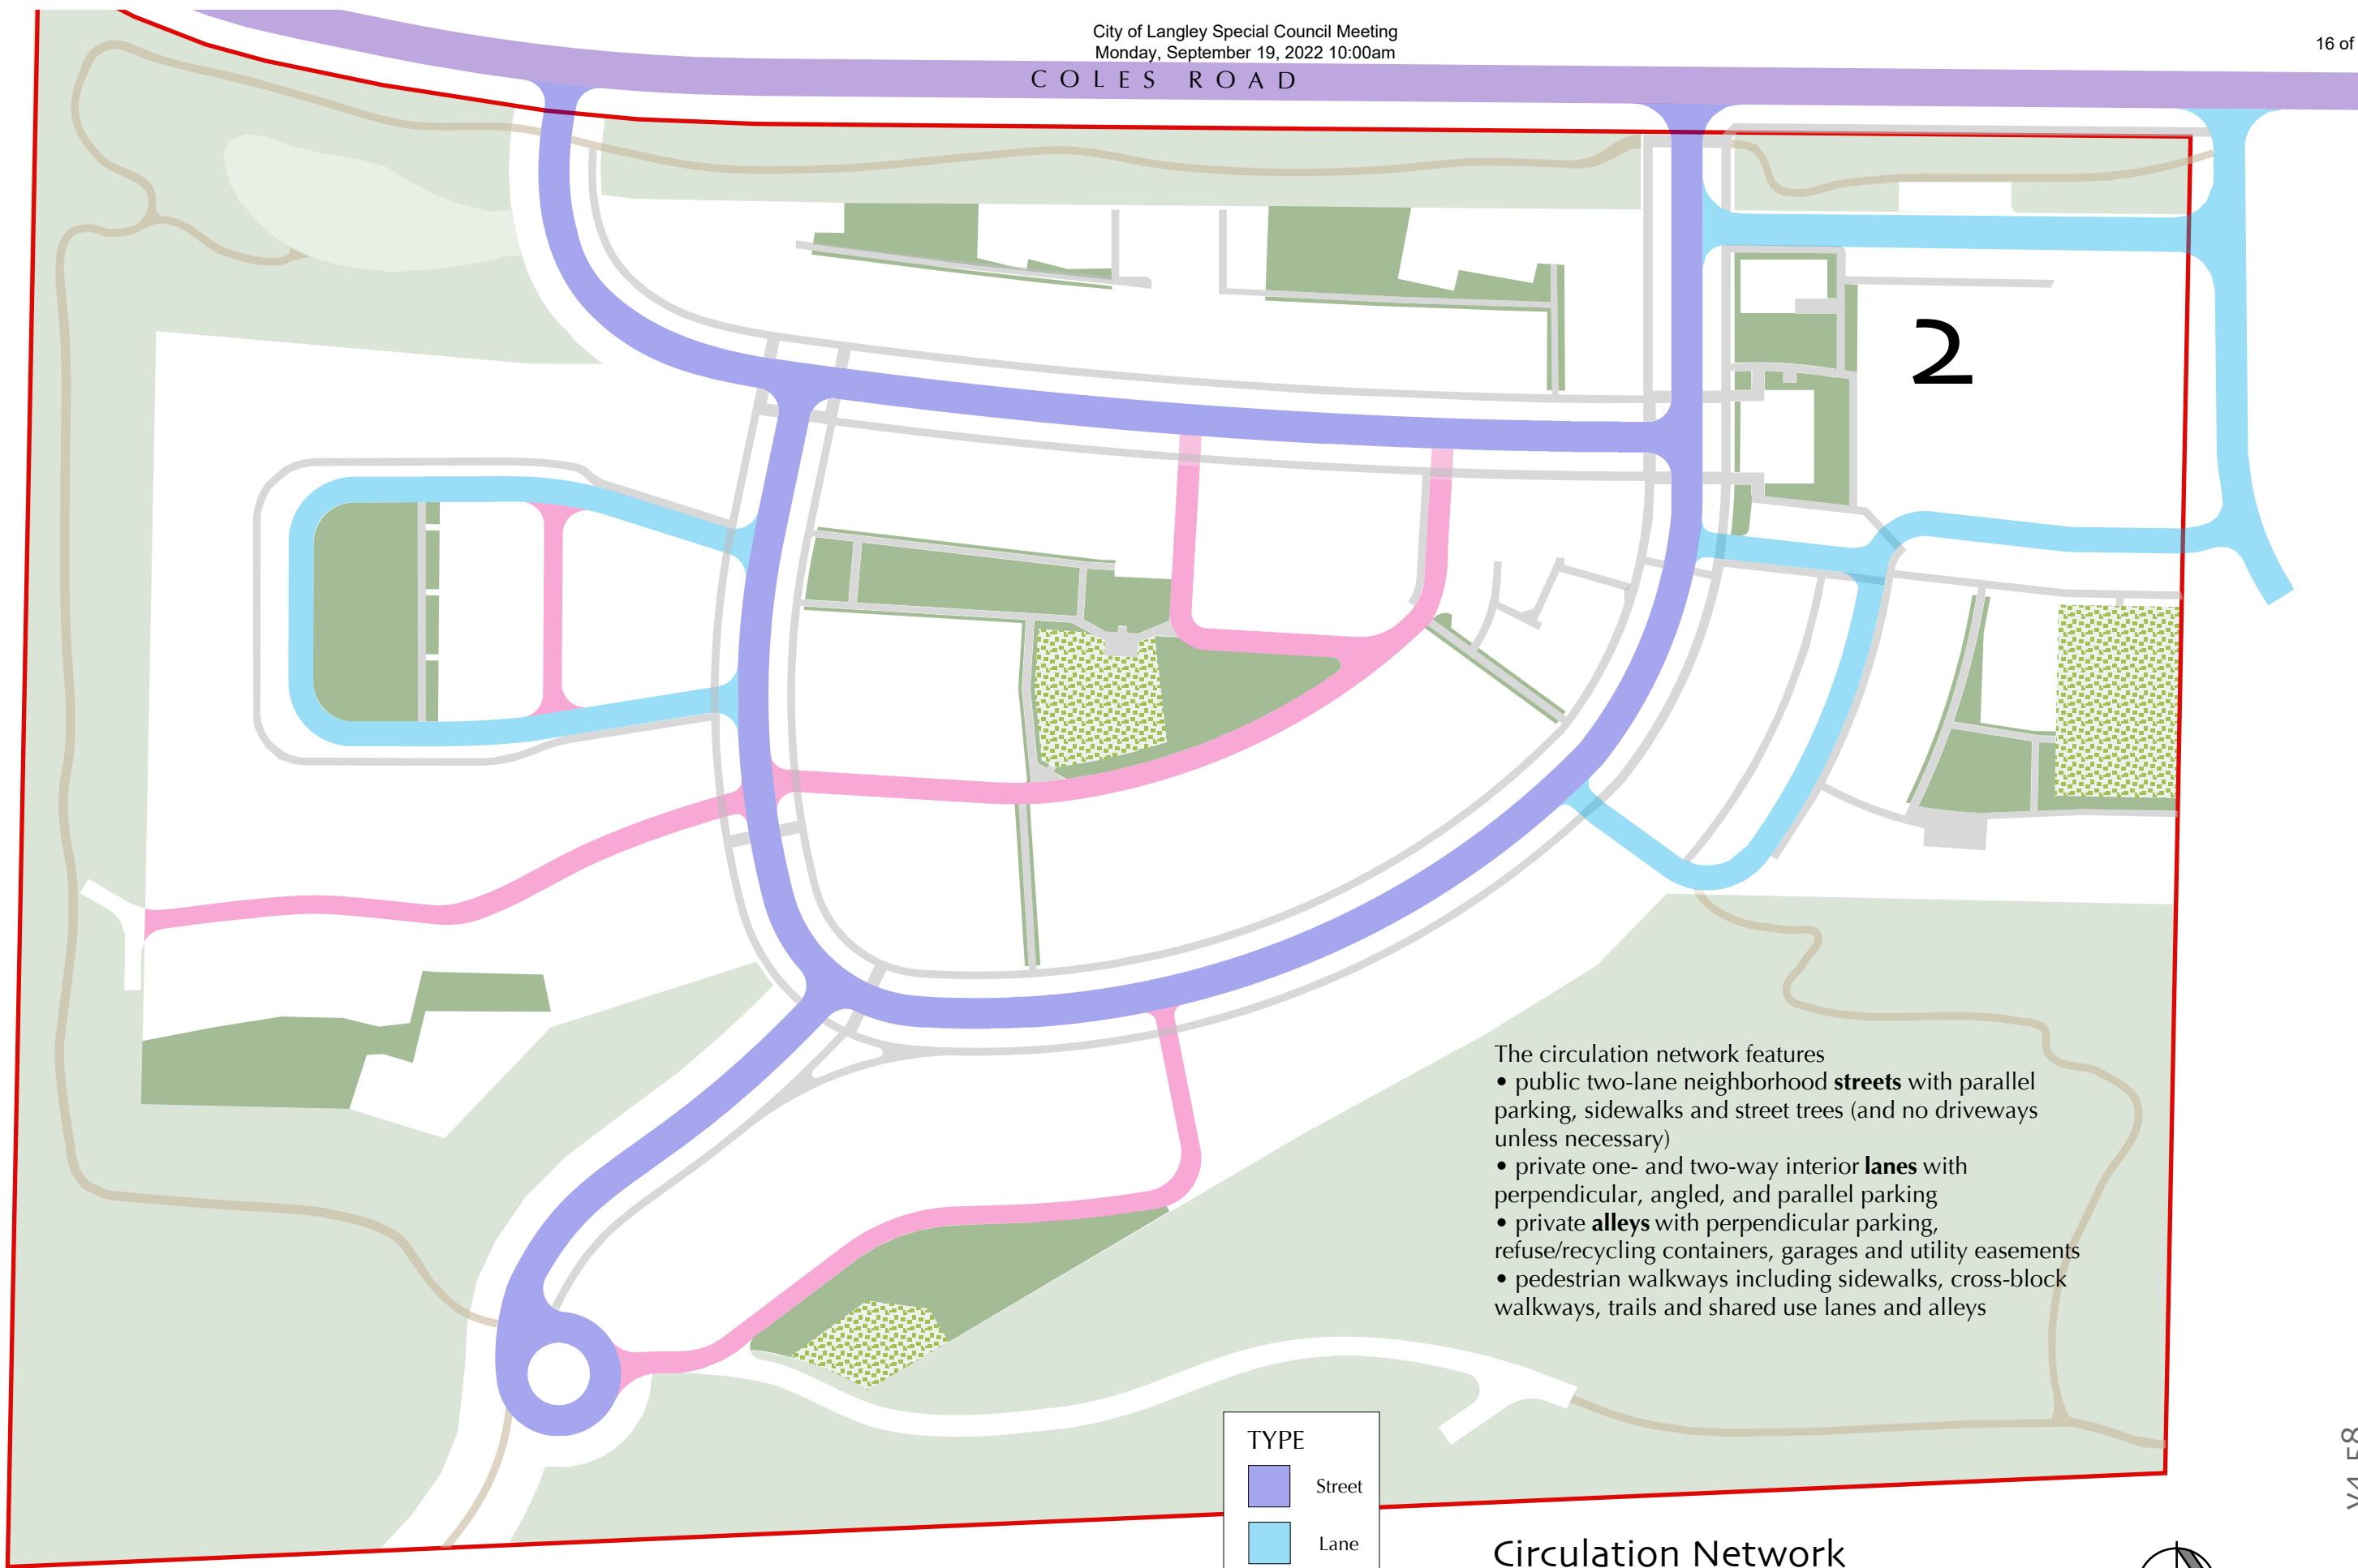 City of Langley Special Council Meeting
Monday, September 19, 2022 10:00am
16 of
COLES ROAD
2
The circulation network features
• public two-lane neighborhood streets with parallel
parking, sidewalks and street trees (and no driveways
unless necessary)
• private one- and two-way interior lanes with
perpendicular, angled, and parallel parking
• private alleys with perpendicular parking,
refuse/recycling containers, garages and utility easements
• pedestrian walkways including sidewalks, cross-block
walkways, trails and shared use lanes and alleys
TYPE
Street
Lane
Circulation Network